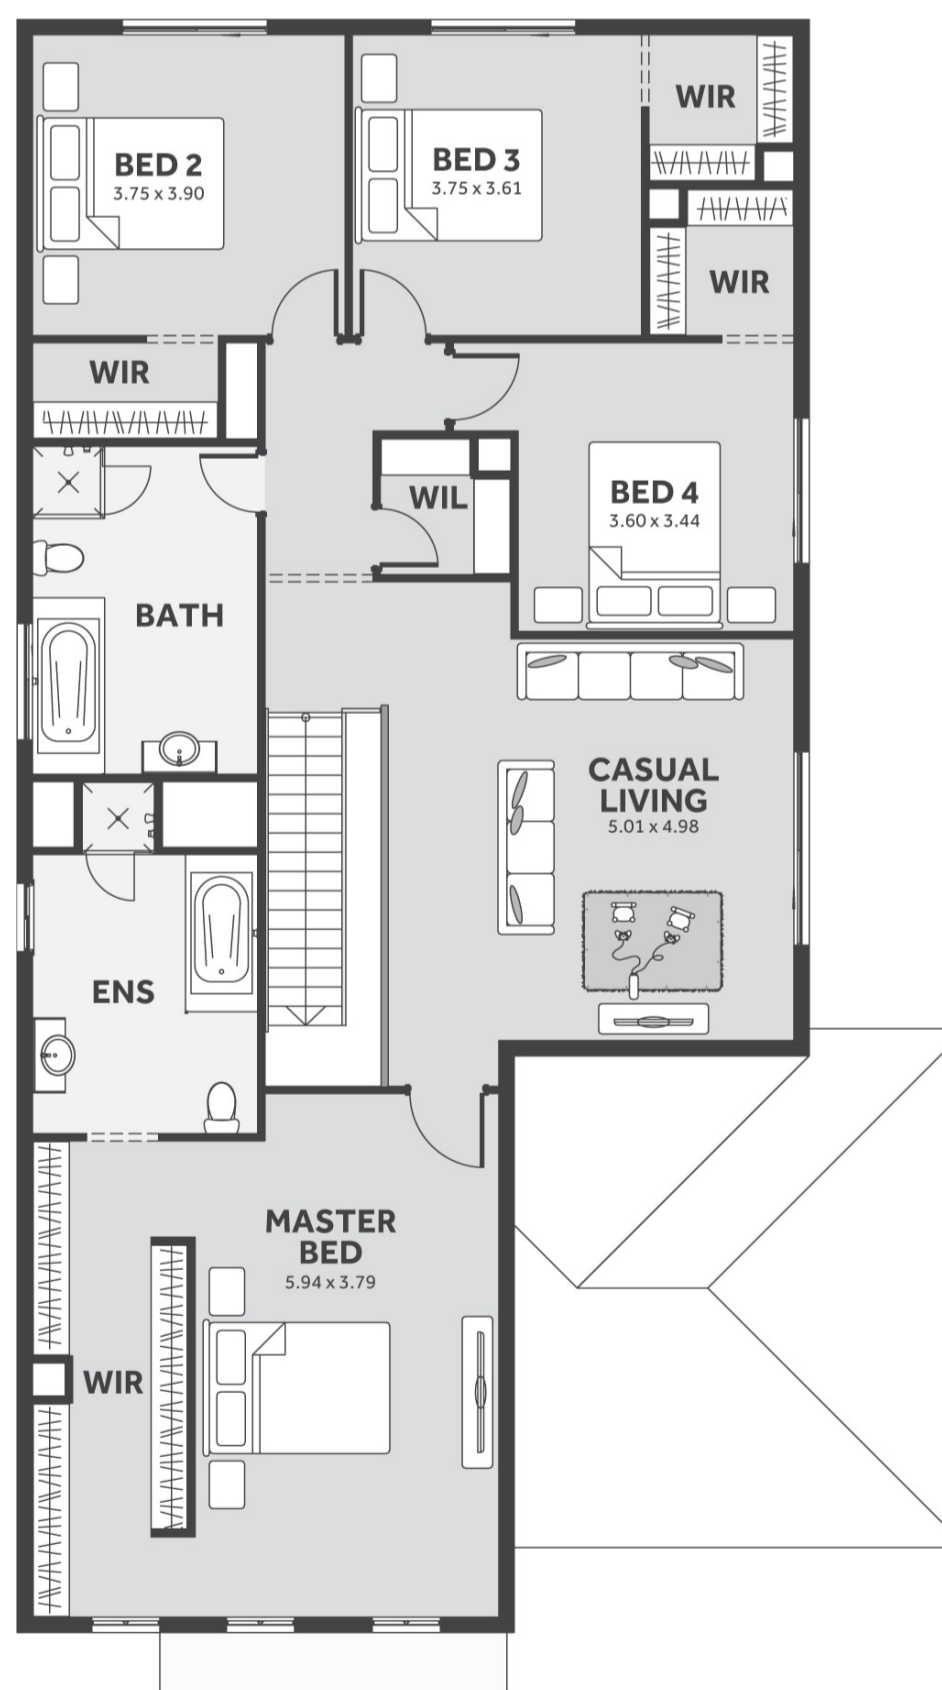 WIR
BED 2
3.75 x 3.90
BED 3
3.75 x 3.61
WIR
WIR
WIL
BED 4
3.60 x 3.44
BATH
CASUAL
LIVING
5.01 x 4.98
ENS
MASTER
BED
5.94 x 3.79
WIR